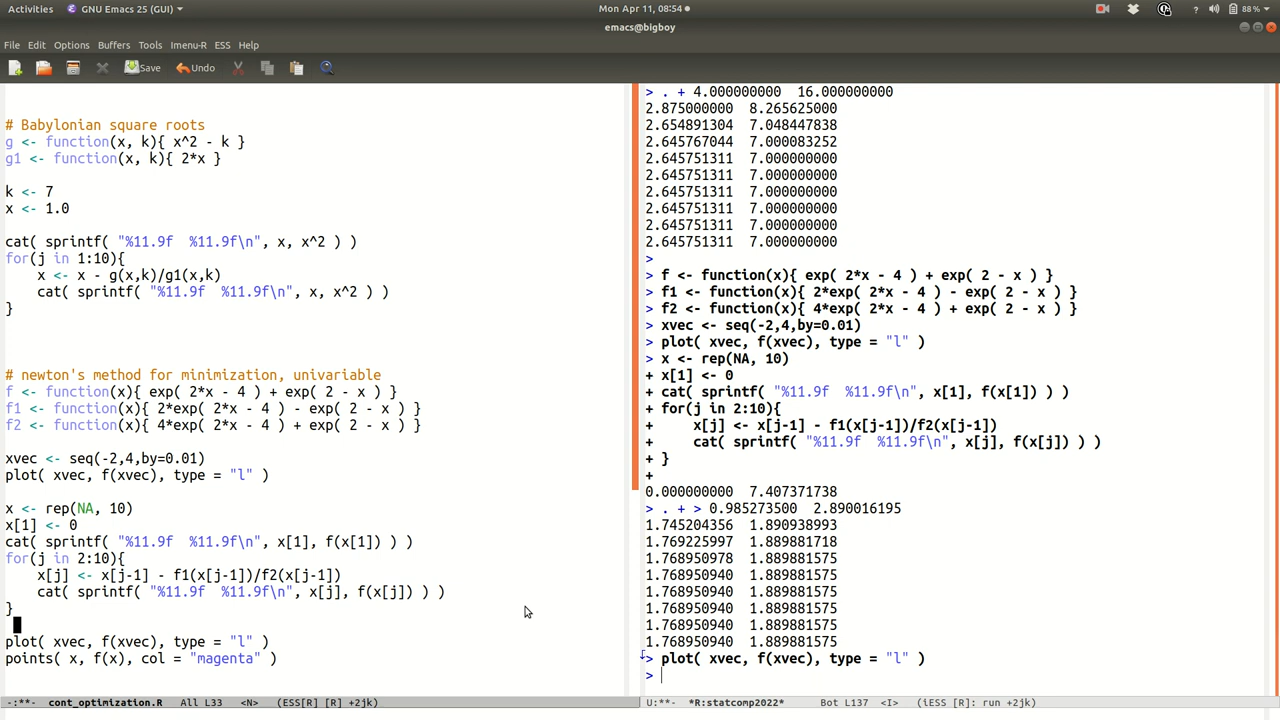 Activities GNU Emacs 25 (GUI) Mon Apr 11, 08:54 88%
emacs@bigboy
File Edit Options Buffers Tools Imenu-R ESS Help
Save Undo
# Babylonian square roots
g <- function(x, k){ x^2 - k }
g1 <- function(x, k){ 2*x }
k <- 7
x <- 1.0
cat( sprintf( "%11.9f  %11.9f\n", x, x^2 ) )
for(j in 1:10){
    x <- x - g(x,k)/g1(x,k)
    cat( sprintf( "%11.9f  %11.9f\n", x, x^2 ) )
}
# newton's method for minimization, univariable
f <- function(x){ exp( 2*x - 4 ) + exp( 2 - x ) }
f1 <- function(x){ 2*exp( 2*x - 4 ) - exp( 2 - x ) }
f2 <- function(x){ 4*exp( 2*x - 4 ) + exp( 2 - x ) }
xvec <- seq(-2,4,by=0.01)
plot( xvec, f(xvec), type = "l" )
x <- rep(NA, 10)
x[1] <- 0
cat( sprintf( "%11.9f  %11.9f\n", x[1], f(x[1]) ) )
for(j in 2:10){
    x[j] <- x[j-1] - f1(x[j-1])/f2(x[j-1])
    cat( sprintf( "%11.9f  %11.9f\n", x[j], f(x[j]) ) )
}
plot( xvec, f(xvec), type = "l" )
points( x, f(x), col = "magenta" )
-:**-  cont_optimization.R   All L33   <N>   (ESS[R] [R] +2jk)
> . + 4.000000000  16.000000000
2.875000000  8.265625000
2.654891304  7.048447838
2.645767044  7.000083252
2.645751311  7.000000000
2.645751311  7.000000000
2.645751311  7.000000000
2.645751311  7.000000000
2.645751311  7.000000000
2.645751311  7.000000000
>
> f <- function(x){ exp( 2*x - 4 ) + exp( 2 - x ) }
> f1 <- function(x){ 2*exp( 2*x - 4 ) - exp( 2 - x ) }
> f2 <- function(x){ 4*exp( 2*x - 4 ) + exp( 2 - x ) }
> xvec <- seq(-2,4,by=0.01)
> plot( xvec, f(xvec), type = "l" )
> x <- rep(NA, 10)
+ x[1] <- 0
+ cat( sprintf( "%11.9f  %11.9f\n", x[1], f(x[1]) ) )
+ for(j in 2:10){
+     x[j] <- x[j-1] - f1(x[j-1])/f2(x[j-1])
+     cat( sprintf( "%11.9f  %11.9f\n", x[j], f(x[j]) ) )
+ }
+
0.000000000  7.407371738
> . + > 0.985273500  2.890016195
1.745204356  1.890938993
1.769225997  1.889881718
1.768950978  1.889881575
1.768950940  1.889881575
1.768950940  1.889881575
1.768950940  1.889881575
1.768950940  1.889881575
1.768950940  1.889881575
> plot( xvec, f(xvec), type = "l" )
>
U:**-  *R:statcomp2022*   Bot L137   <I>   (iESS [R]: run +2jk)